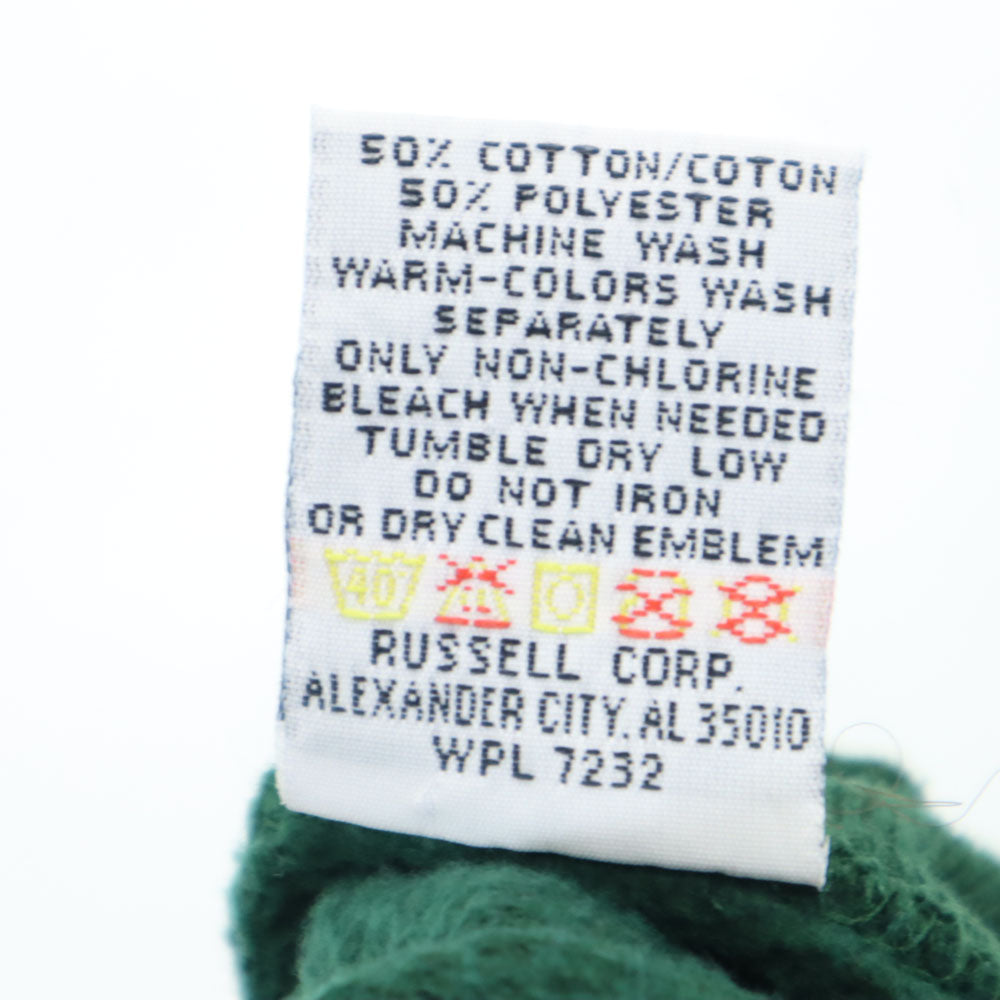 50% COTTON/COTON
50% POLYESTER
MACHINE WASH
WARM-COLORS WASH
SEPARATELY
ONLY NON-CHLORINE
BLEACH WHEN NEEDED
TUMBLE DRY LOW
DO NOT IRON
OR DRY CLEAN EMBLEM
40°
RUSSELL CORP.
ALEXANDER CITY, AL 35010
WPL 7232